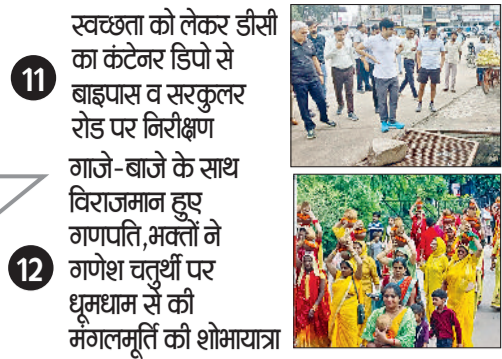 11
स्वच्छता को लेकर डीसी
का कंटेनर डिपो से
बाइपास व सरकुलर
रोड पर निरीक्षण
12
गाजे-बाजे के साथ
विराजमान हुए
गणपति,भक्तों ने
गणेश चतुर्थी पर
धूमधाम से की
मंगलमूर्ति की शोभायात्रा